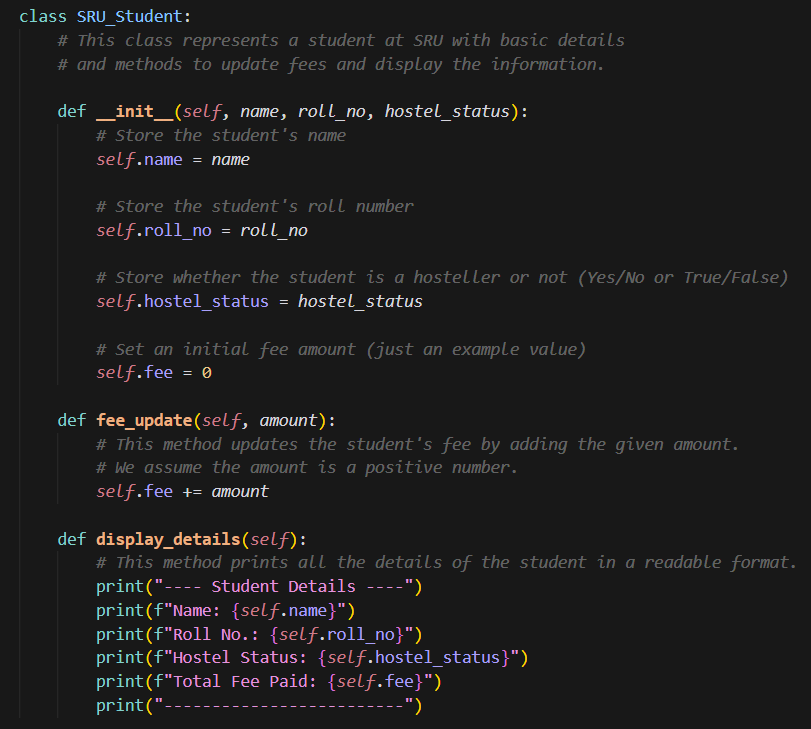 class SRU_Student:
    # This class represents a student at SRU with basic details
    # and methods to update fees and display the information.

    def __init__(self, name, roll_no, hostel_status):
        # Store the student's name
        self.name = name

        # Store the student's roll number
        self.roll_no = roll_no

        # Store whether the student is a hosteller or not (Yes/No or True/False)
        self.hostel_status = hostel_status

        # Set an initial fee amount (just an example value)
        self.fee = 0

    def fee_update(self, amount):
        # This method updates the student's fee by adding the given amount.
        # We assume the amount is a positive number.
        self.fee += amount

    def display_details(self):
        # This method prints all the details of the student in a readable format.
        print("---- Student Details ----")
        print(f"Name: {self.name}")
        print(f"Roll No.: {self.roll_no}")
        print(f"Hostel Status: {self.hostel_status}")
        print(f"Total Fee Paid: {self.fee}")
        print("-------------------------")